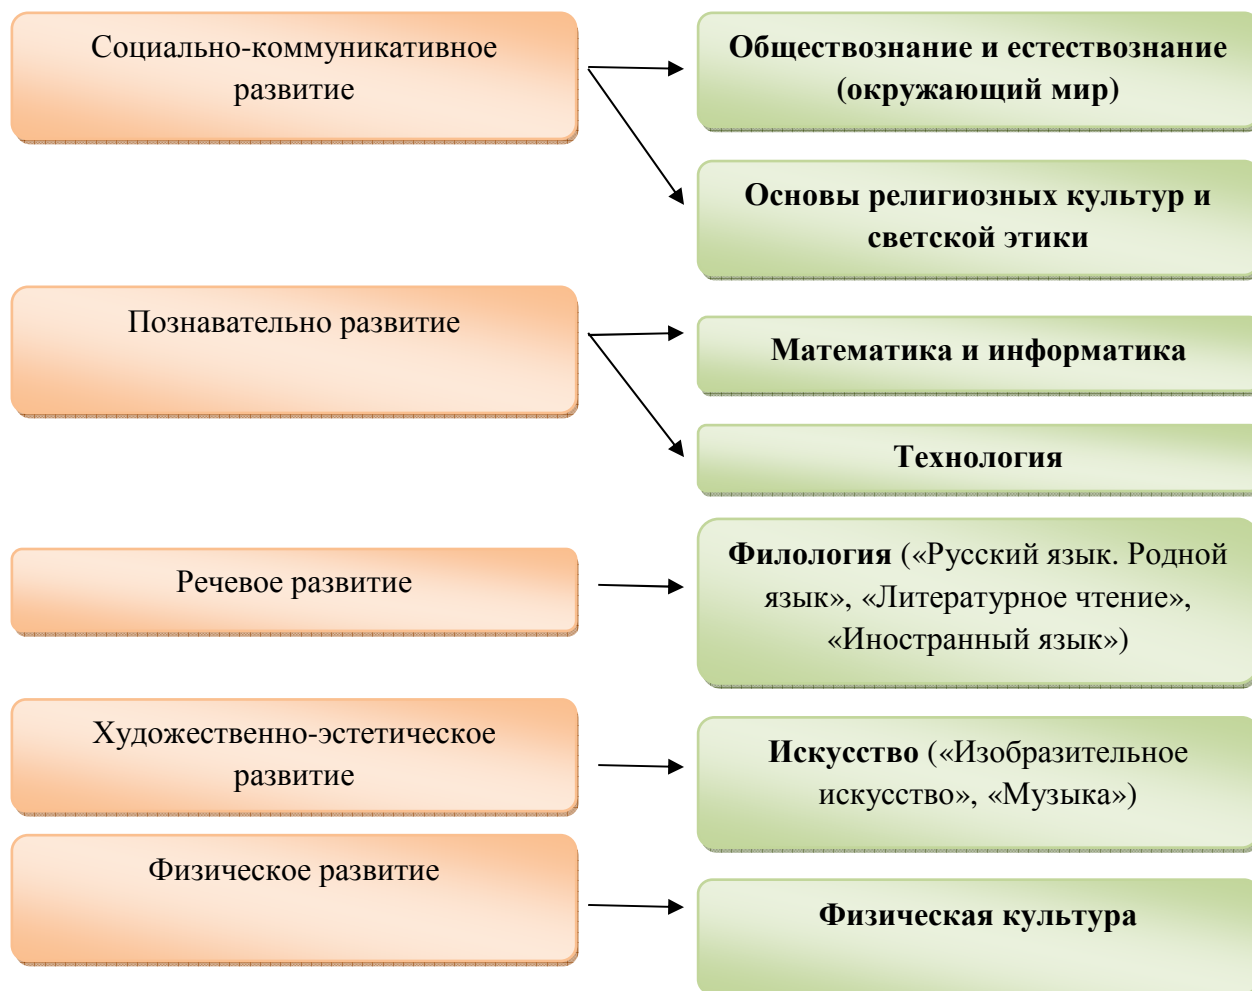 Социально-коммуникативное
развитие
Обществознание и естествознание
(окружающий мир)
Основы религиозных культур и
светской этики
Познавательно развитие
Математика и информатика
Технология
Речевое развитие
Филология («Русский язык. Родной
язык», «Литературное чтение»,
«Иностранный язык»)
Художественно-эстетическое
развитие
Искусство («Изобразительное
искусство», «Музыка»)
Физическое развитие
Физическая культура